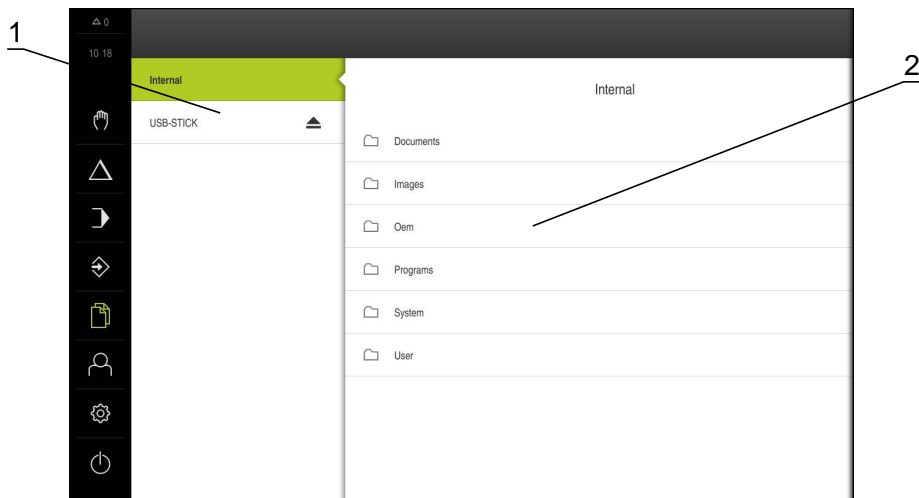 1
0
10 18
Internal
USB-STICK
Internal
Documents
Images
Oem
Programs
System
User
2